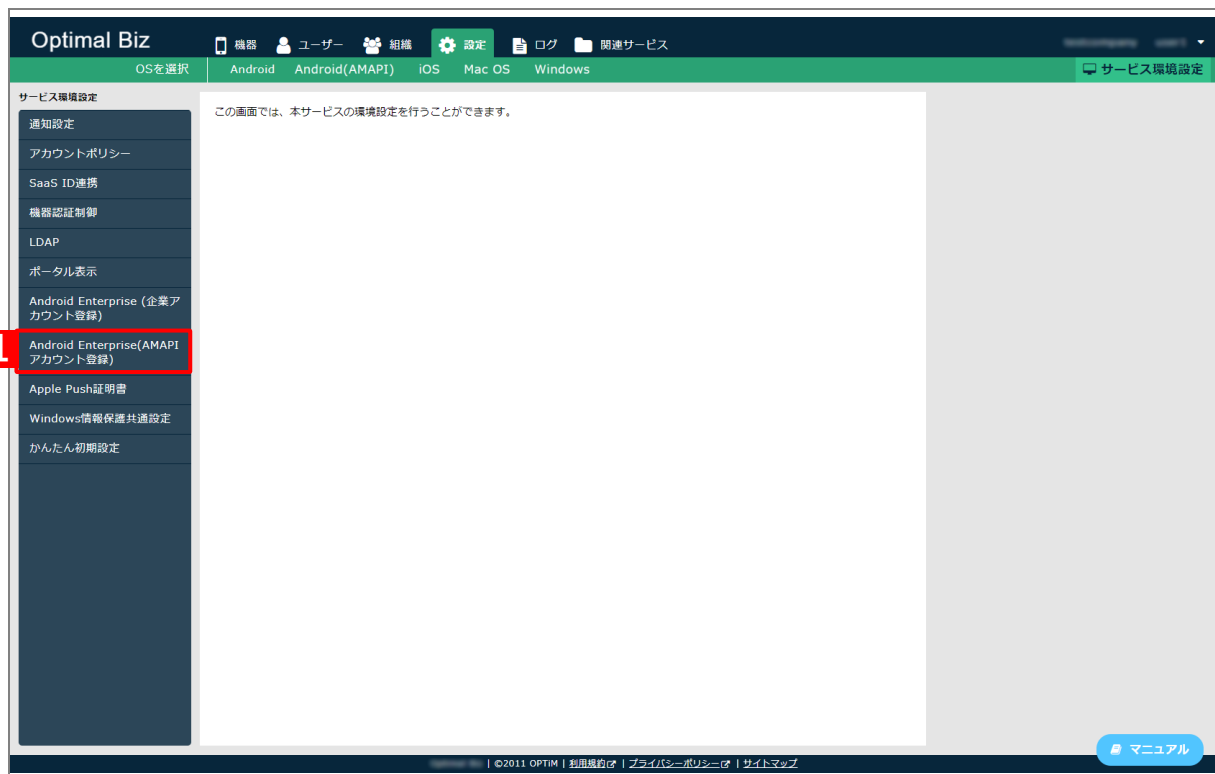 Optimal Biz
機器 ユーザー 組織 設定 ログ 関連サービス
OSを選択 Android Android(AMAPI) iOS Mac OS Windows サービス環境設定
サービス環境設定
この画面では、本サービスの環境設定を行うことができます。
通知設定
アカウントポリシー
SaaS ID連携
機器認証制御
LDAP
ポータル表示
Android Enterprise (企業ア
カウント登録)
1
Android Enterprise(AMAPI
アカウント登録)
Apple Push証明書
Windows情報保護共通設定
かんたん初期設定
マニュアル
| ©2011 OPTiM | 利用規約 | プライバシーポリシー | サイトマップ